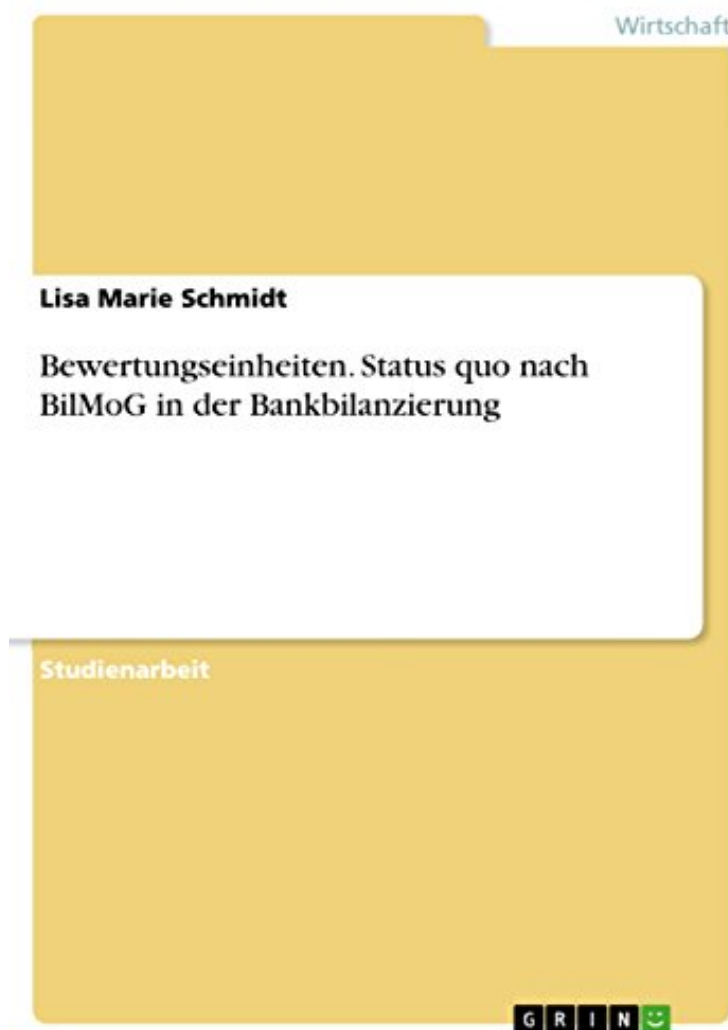 Wirtschaft
Lisa Marie Schmidt
Bewertungseinheiten. Status quo nach
BilMoG in der Bankbilanzierung
Studienarbeit
GRIN